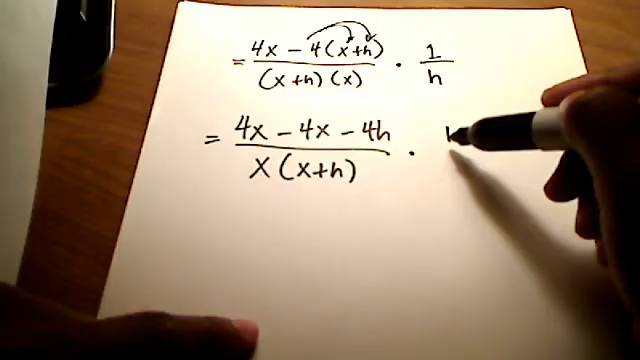 = (4x − 4(x+h)) / ((x+h)(x)) · 1/h
= (4x − 4x − 4h) / (x(x+h)) ·